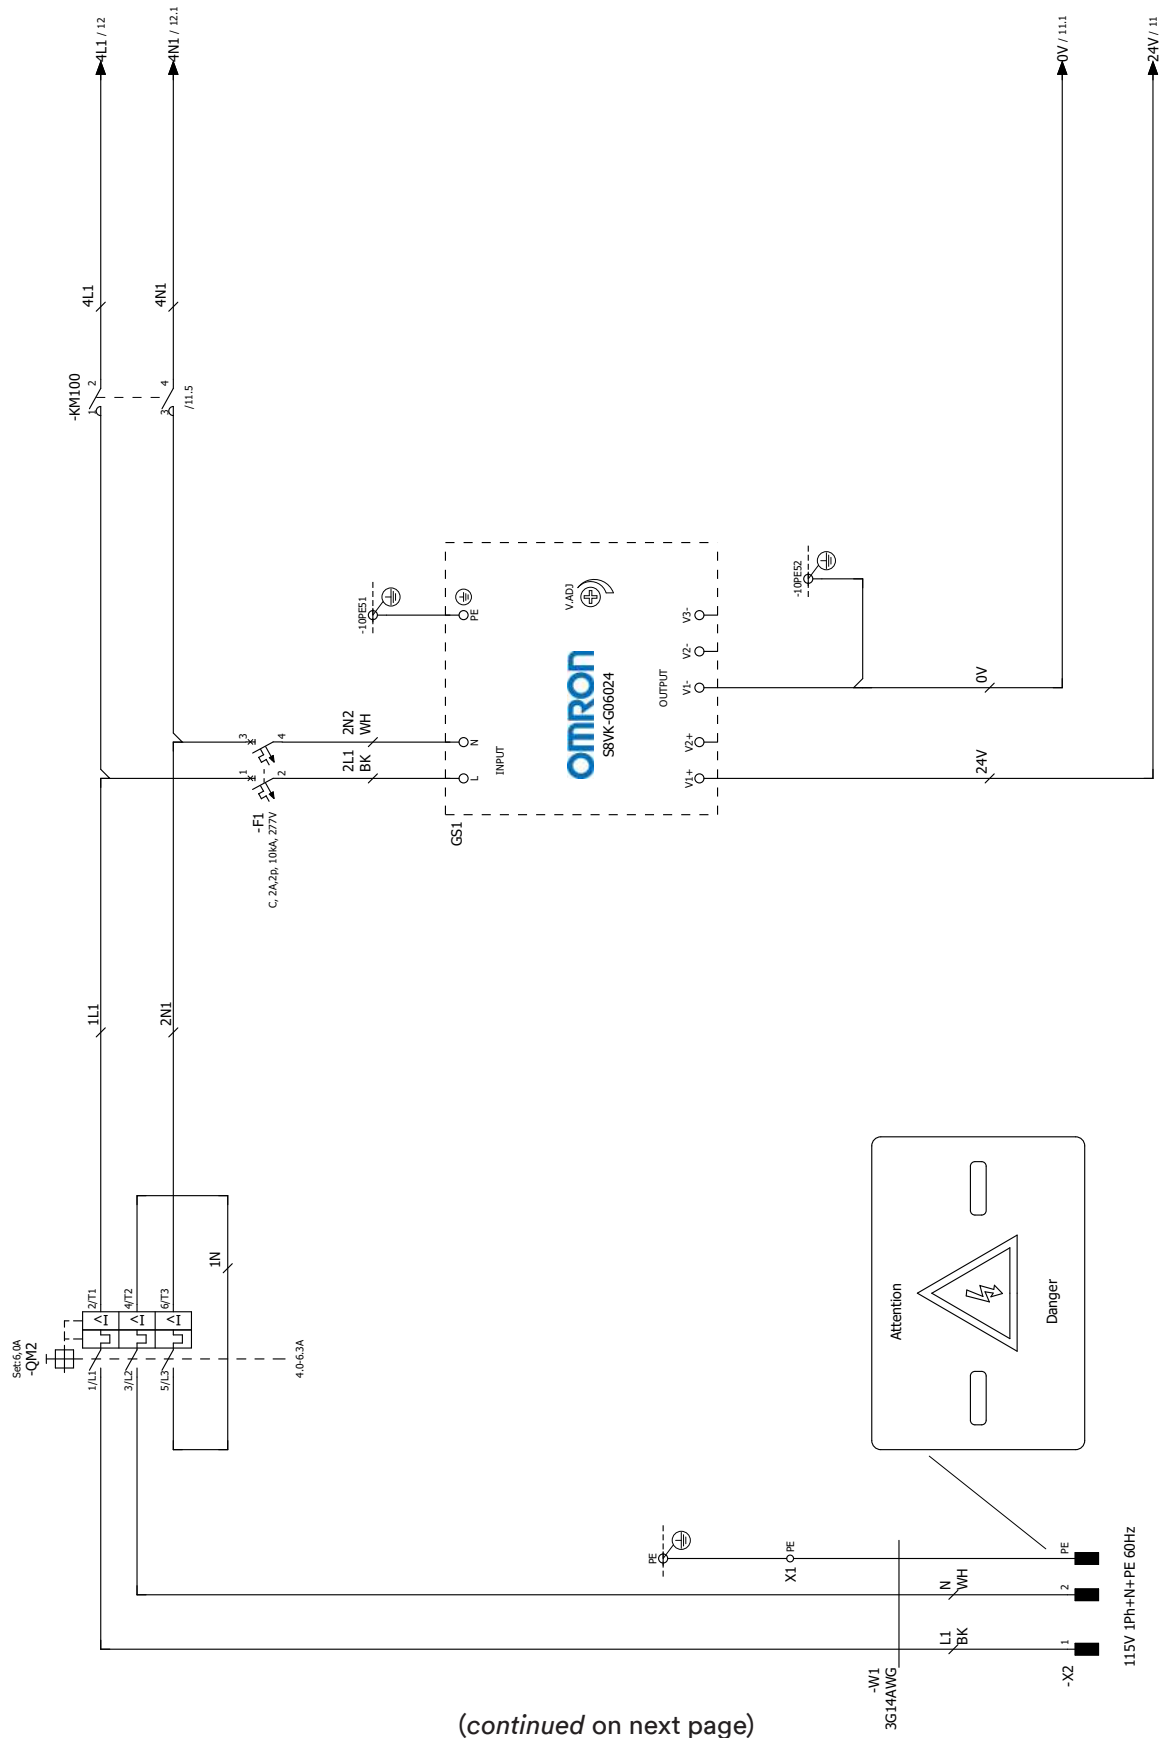 4L1 / 12
4N1 / 12.1
0V / 11.1
24V / 11
4L1
4N1
-KM100
1
2
3
4
/11.5
-10PE51
PE
V.ADJ
OMRON
S8VK-G06024
INPUT
L
N
OUTPUT
V1+
V2+
V1-
V2-
V3-
-10PE52
0V
24V
2N2
WH
2L1
BK
3
4
1
2
-F1
C, 2A,2p, 10kA, 277V
GS1
1L1
2N1
1N
Set:6,0A
-QM2
2/T1
4/T2
6/T3
I>
I>
I>
1/L1
3/L2
5/L3
4.0-6.3A
Attention
Danger
PE
X1
PE
N
WH
L1
BK
-W1
3G14AWG
PE
2
1
-X2
115V 1Ph+N+PE 60Hz
(continued on next page)